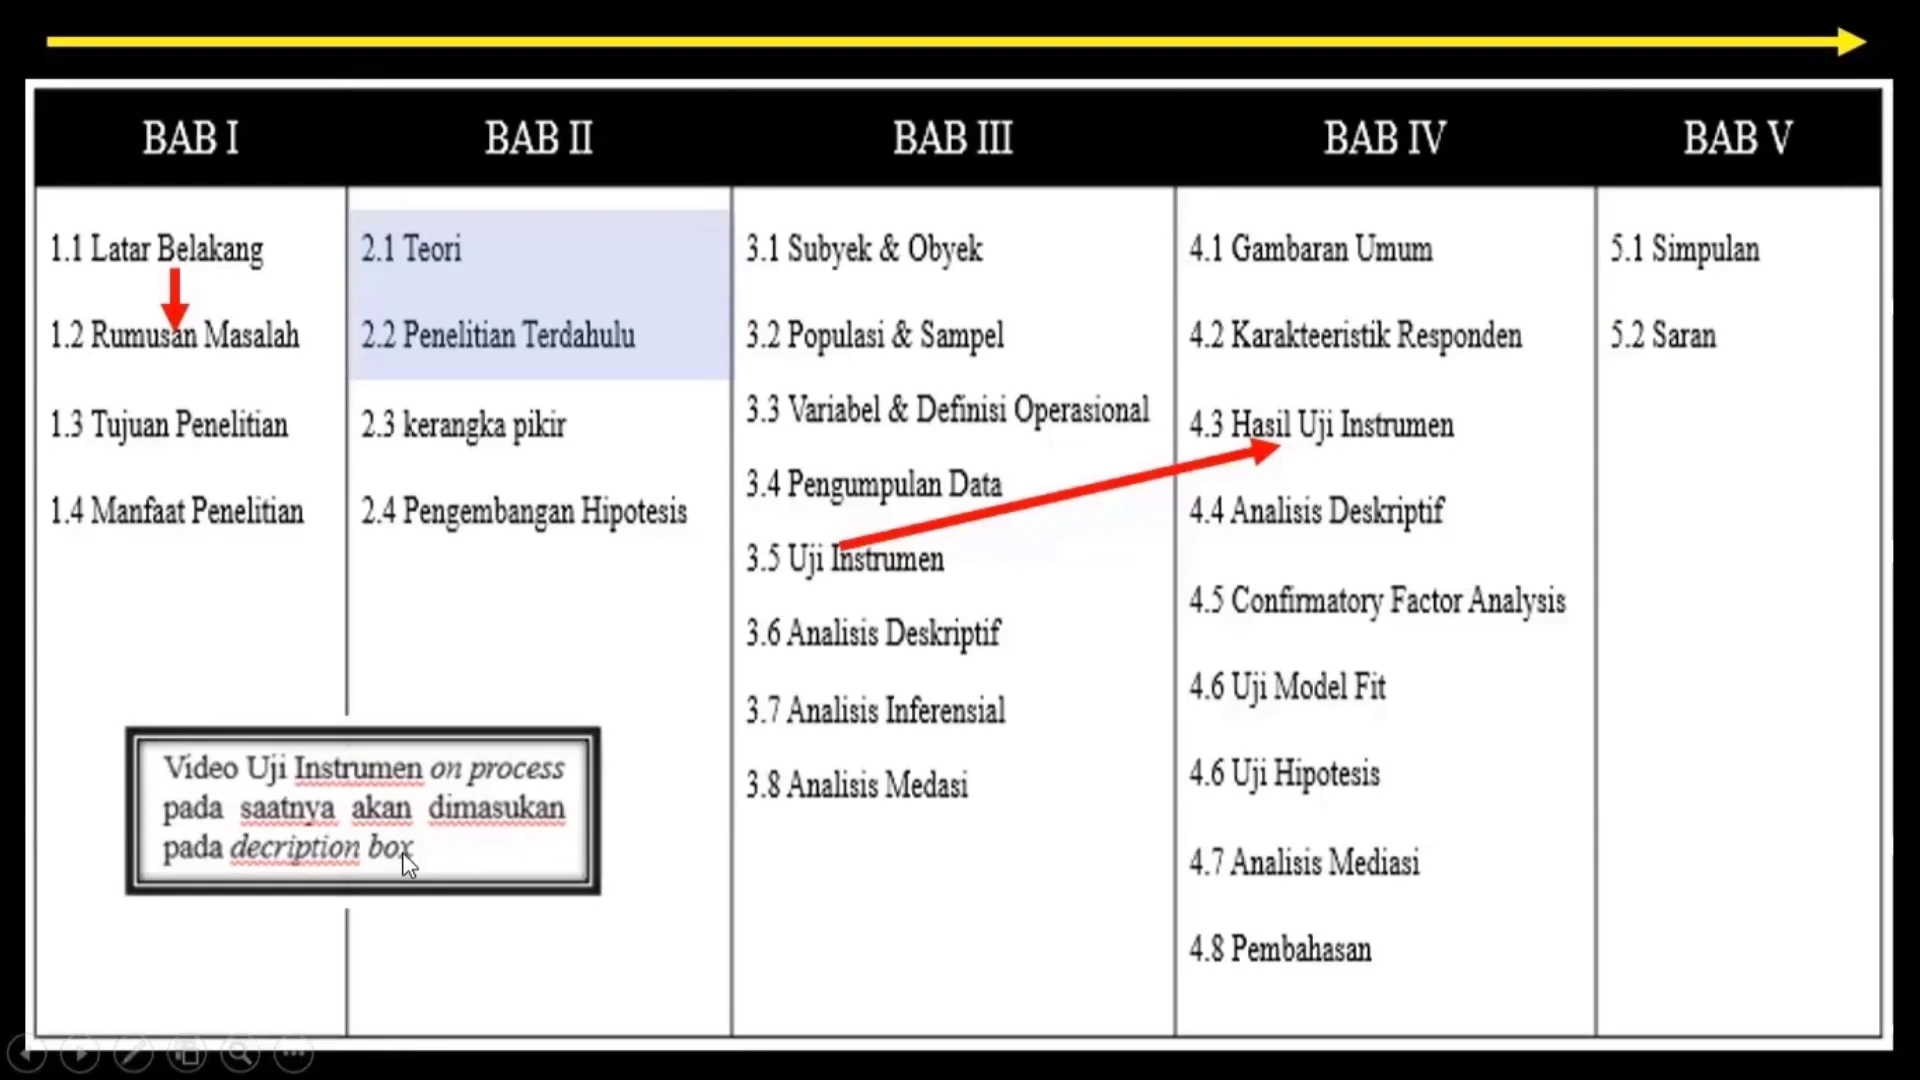 BAB I
1.1 Latar Belakang
1.2 Rumusan Masalah
1.3 Tujuan Penelitian
1.4 Manfaat Penelitian
BAB II
2.1 Teori
2.2 Penelitian Terdahulu
2.3 kerangka pikir
2.4 Pengembangan Hipotesis
BAB III
3.1 Subyek & Obyek
3.2 Populasi & Sampel
3.3 Variabel & Definisi Operasional
3.4 Pengumpulan Data
3.5 Uji Instrumen
3.6 Analisis Deskriptif
3.7 Analisis Inferensial
3.8 Analisis Medasi
BAB IV
4.1 Gambaran Umum
4.2 Karakteeristik Responden
4.3 Hasil Uji Instrumen
4.4 Analisis Deskriptif
4.5 Confirmatory Factor Analysis
4.6 Uji Model Fit
4.6 Uji Hipotesis
4.7 Analisis Mediasi
4.8 Pembahasan
BAB V
5.1 Simpulan
5.2 Saran
Video Uji Instrumen on process
pada saatnya akan dimasukan
pada decription box